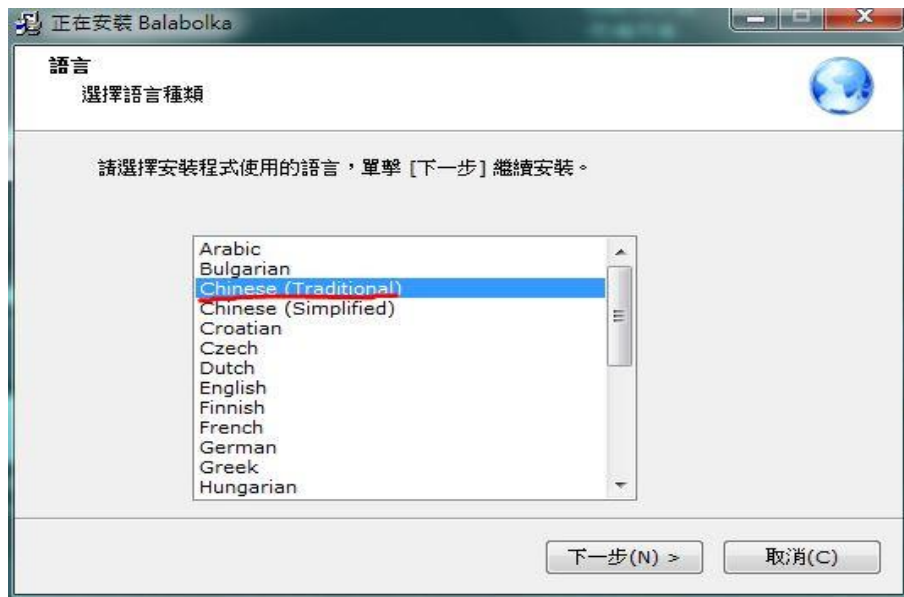 正在安裝 Balabolka
語言
選擇語言種類
請選擇安裝程式使用的語言，單擊 [下一步] 繼續安裝。
Arabic
Bulgarian
Chinese (Traditional)
Chinese (Simplified)
Croatian
Czech
Dutch
English
Finnish
French
German
Greek
Hungarian
下一步(N) >
取消(C)